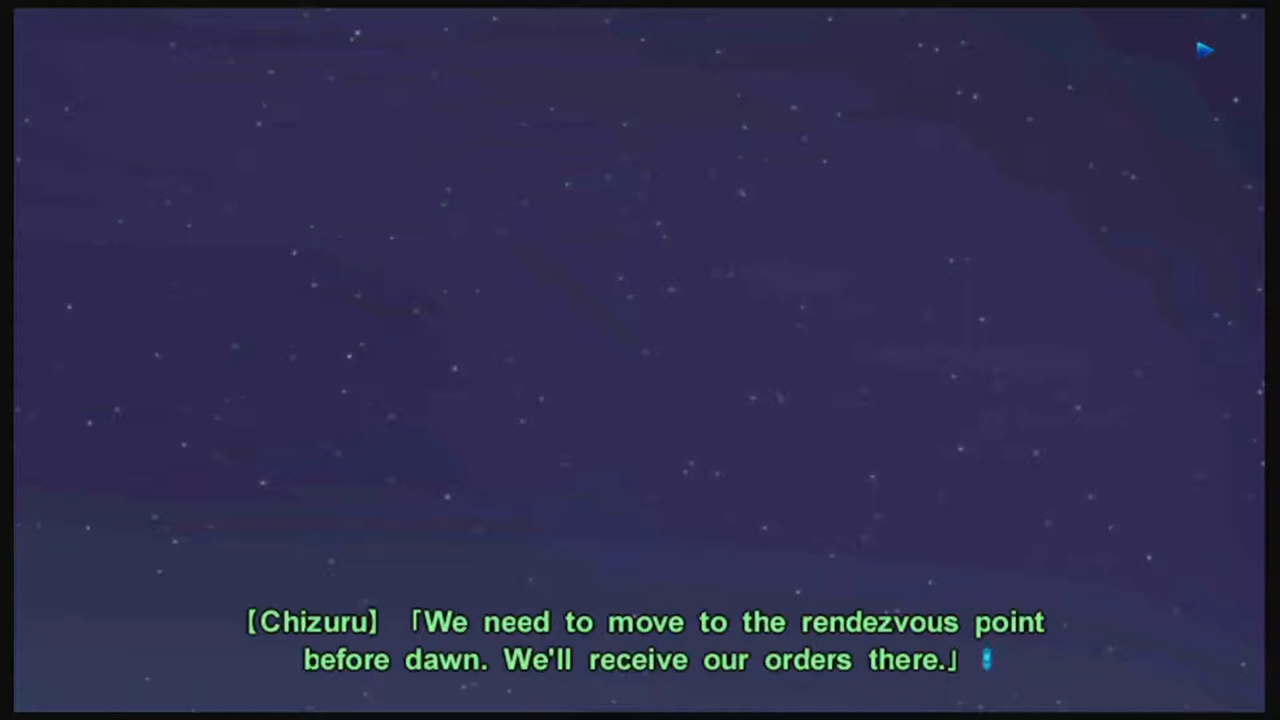 【Chizuru】 「We need to move to the rendezvous point
before dawn. We'll receive our orders there.」